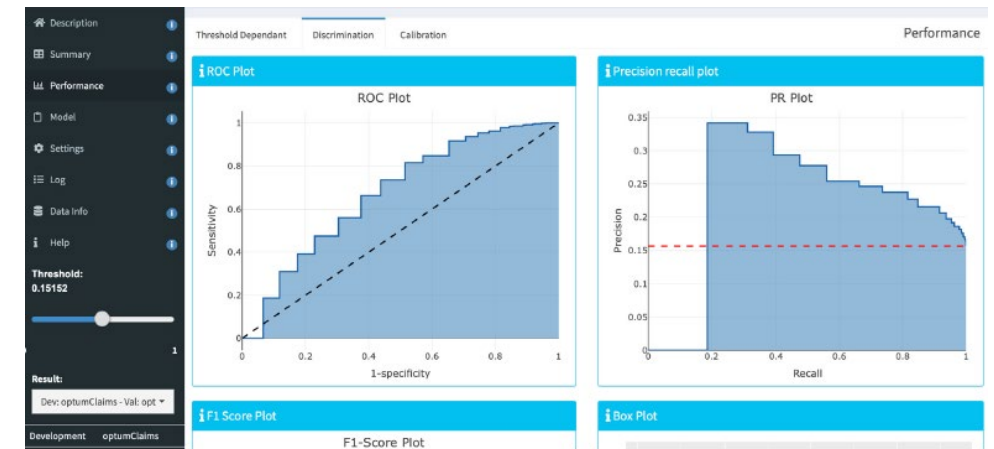 Description
Summary
Performance
Model
Settings
Log
Data Info
Help
Threshold:
0.15152
1
Result:
Dev: optumClaims - Val: opt
Development optumClaims
Threshold Dependant Discrimination Calibration Performance
ROC Plot
ROC Plot
1
0.8
0.6
0.4
0.2
0
Sensitivity
0 0.2 0.4 0.6 0.8 1
1-specificity
Precision recall plot
PR Plot
0.35
0.3
0.25
0.2
0.15
0.1
0.05
0
Precision
0 0.2 0.4 0.6 0.8 1
Recall
F1 Score Plot
F1-Score Plot
Box Plot